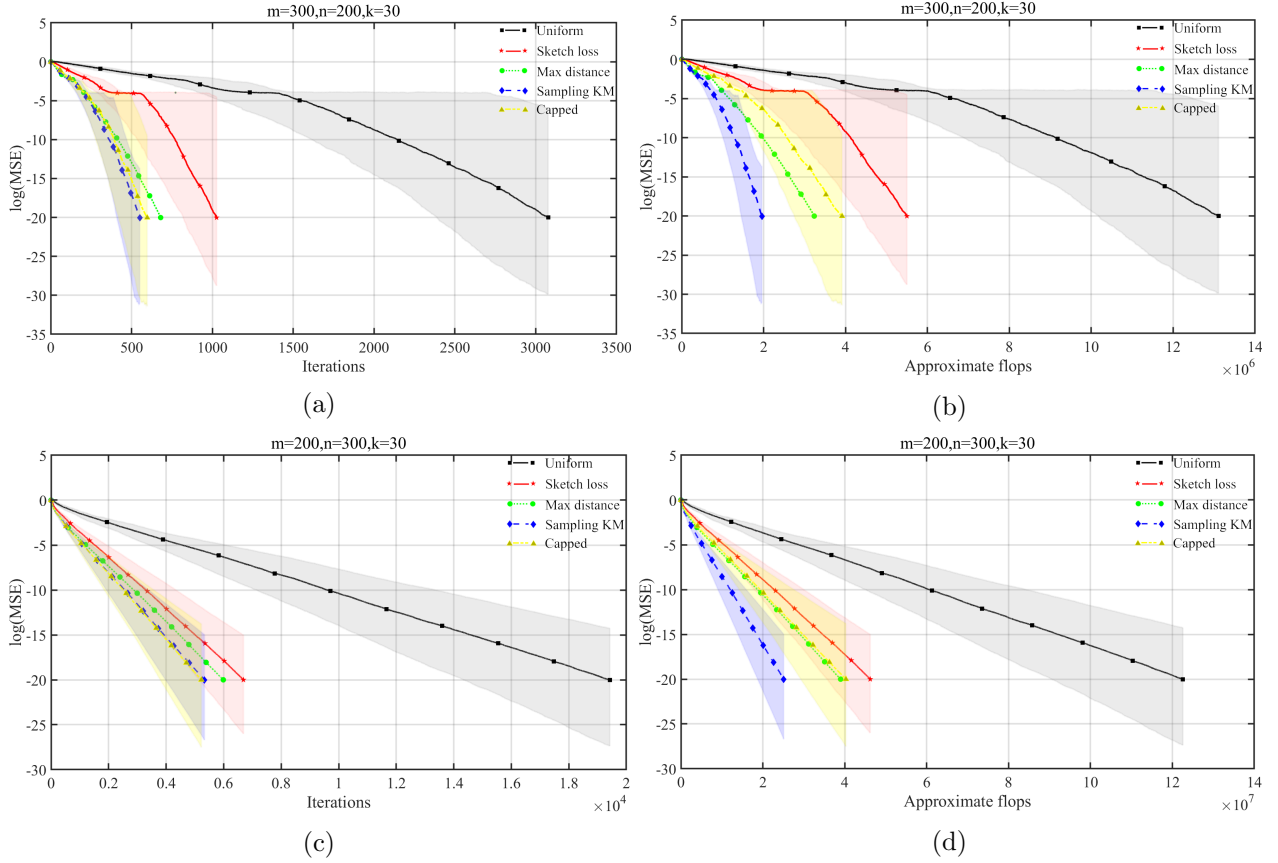 m=300,n=200,k=30
5
0
-5
-10
-15
-20
-25
-30
-35
log(MSE)
Uniform
Sketch loss
Max distance
Sampling KM
Capped
0 500 1000 1500 2000 2500 3000 3500
Iterations
(a)
m=300,n=200,k=30
5
0
-5
-10
-15
-20
-25
-30
-35
log(MSE)
Uniform
Sketch loss
Max distance
Sampling KM
Capped
0 2 4 6 8 10 12 14
Approximate flops
×10^6
(b)
m=200,n=300,k=30
5
0
-5
-10
-15
-20
-25
-30
log(MSE)
Uniform
Sketch loss
Max distance
Sampling KM
Capped
0 0.2 0.4 0.6 0.8 1 1.2 1.4 1.6 1.8 2
Iterations
×10^4
(c)
m=200,n=300,k=30
5
0
-5
-10
-15
-20
-25
-30
log(MSE)
Uniform
Sketch loss
Max distance
Sampling KM
Capped
0 2 4 6 8 10 12 14
Approximate flops
×10^7
(d)